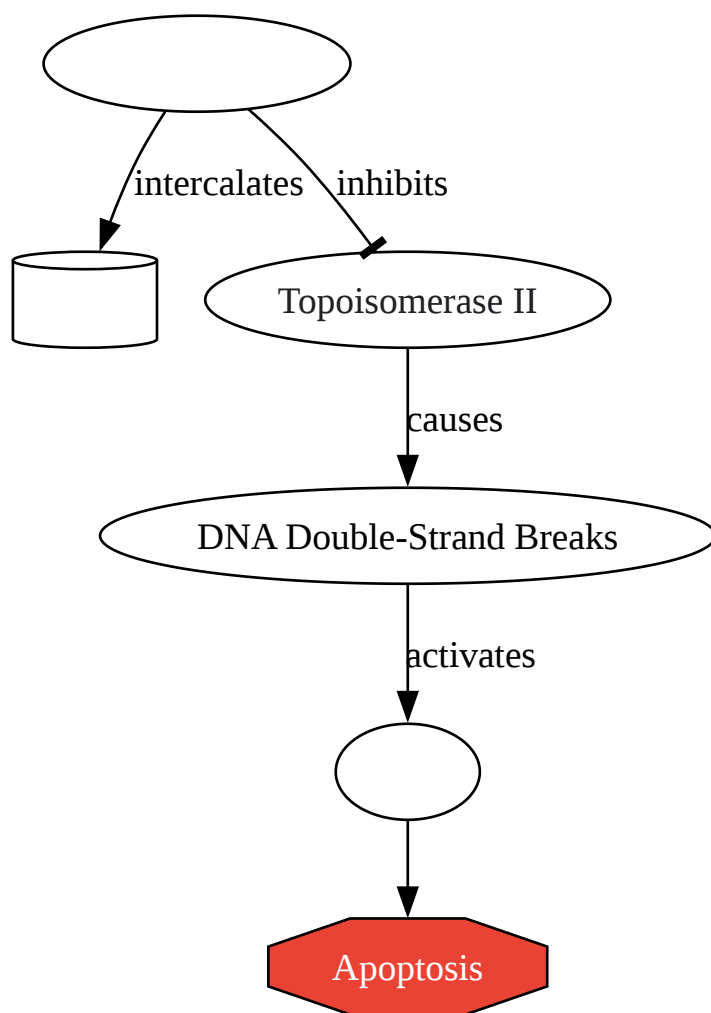 intercalates
inhibits
Topoisomerase II
causes
DNA Double-Strand Breaks
activates
Apoptosis